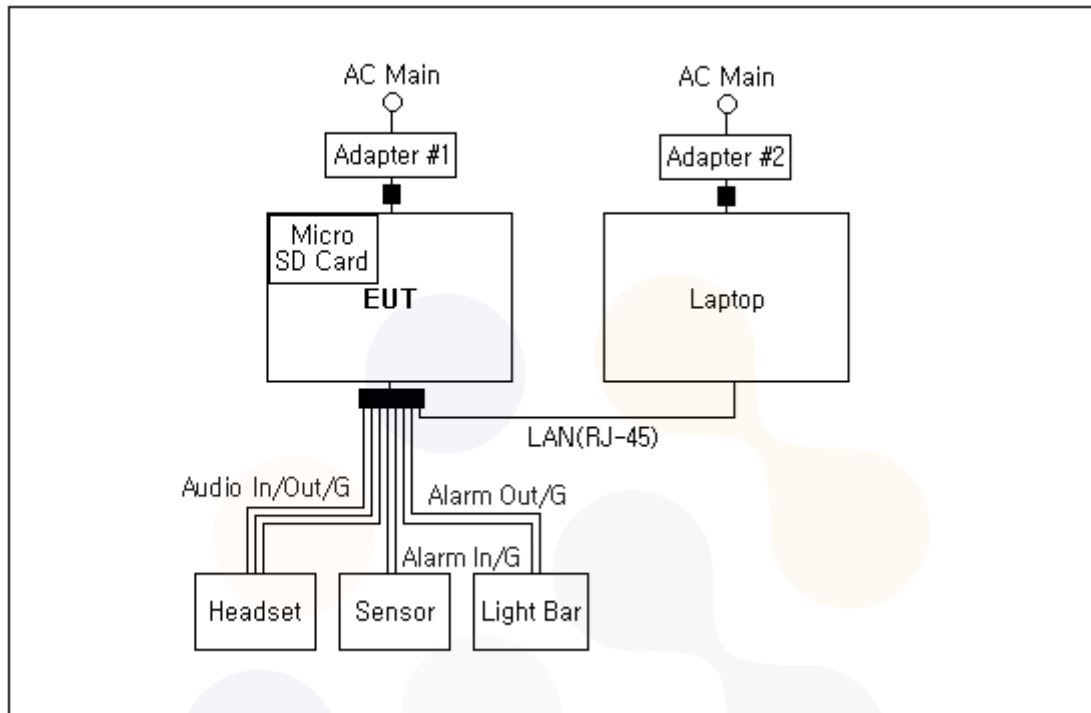 AC Main
AC Main
Adapter #1
Adapter #2
Micro
SD Card
EUT
Laptop
LAN(RJ-45)
Audio In/Out/G
Alarm Out/G
Alarm In/G
Headset
Sensor
Light Bar